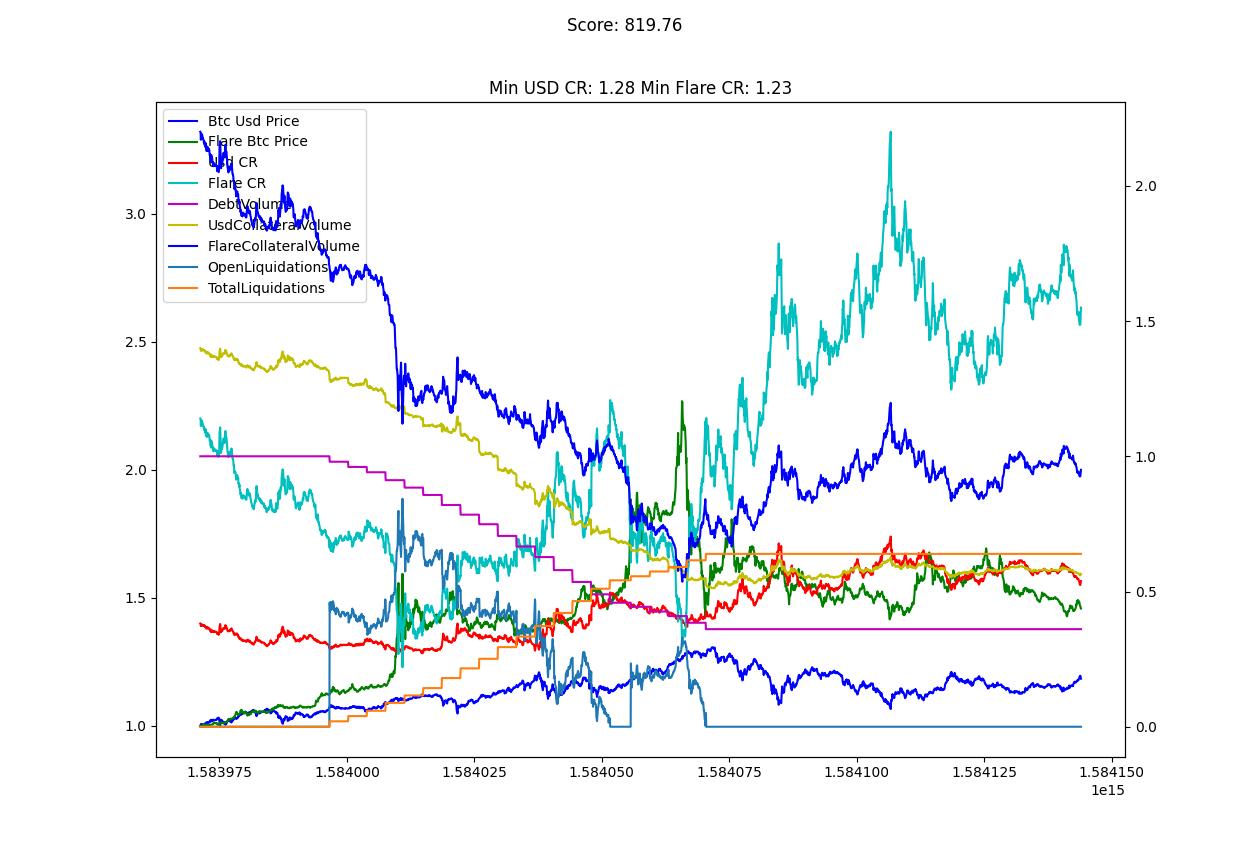 Score: 819.76
Min USD CR: 1.28 Min Flare CR: 1.23
Btc Usd Price
Flare Btc Price
Usd CR
Flare CR
DebtVolume
UsdCollateralVolume
FlareCollateralVolume
OpenLiquidations
TotalLiquidations
3.0
2.5
2.0
1.5
1.0
2.0
1.5
1.0
0.5
0.0
1.583975
1.584000
1.584025
1.584050
1.584075
1.584100
1.584125
1.584150
1e15